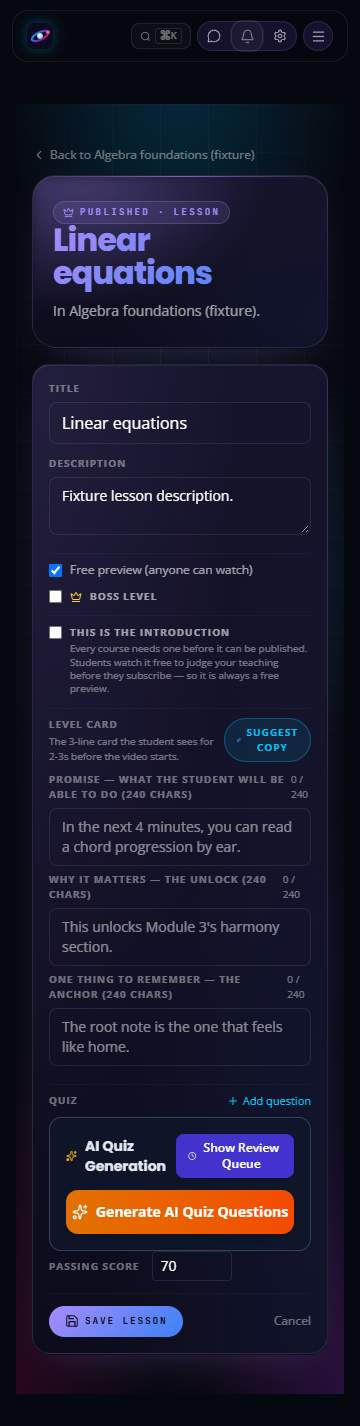 ⌘K
Back to Algebra foundations (fixture)
PUBLISHED · LESSON
Linear
equations
In Algebra foundations (fixture).
TITLE
Linear equations
DESCRIPTION
Fixture lesson description.
Free preview (anyone can watch)
BOSS LEVEL
THIS IS THE INTRODUCTION
Every course needs one before it can be published.
Students watch it free to judge your teaching
before they subscribe — so it is always a free
preview.
LEVEL CARD
The 3-line card the student sees for
2-3s before the video starts.
SUGGEST
COPY
PROMISE — WHAT THE STUDENT WILL BE
ABLE TO DO (240 CHARS)
0 /
240
In the next 4 minutes, you can read
a chord progression by ear.
WHY IT MATTERS — THE UNLOCK (240
CHARS)
0 /
240
This unlocks Module 3's harmony
section.
ONE THING TO REMEMBER — THE
ANCHOR (240 CHARS)
0 /
240
The root note is the one that feels
like home.
QUIZ
Add question
AI Quiz
Generation
Show Review
Queue
Generate AI Quiz Questions
PASSING SCORE
70
SAVE LESSON
Cancel